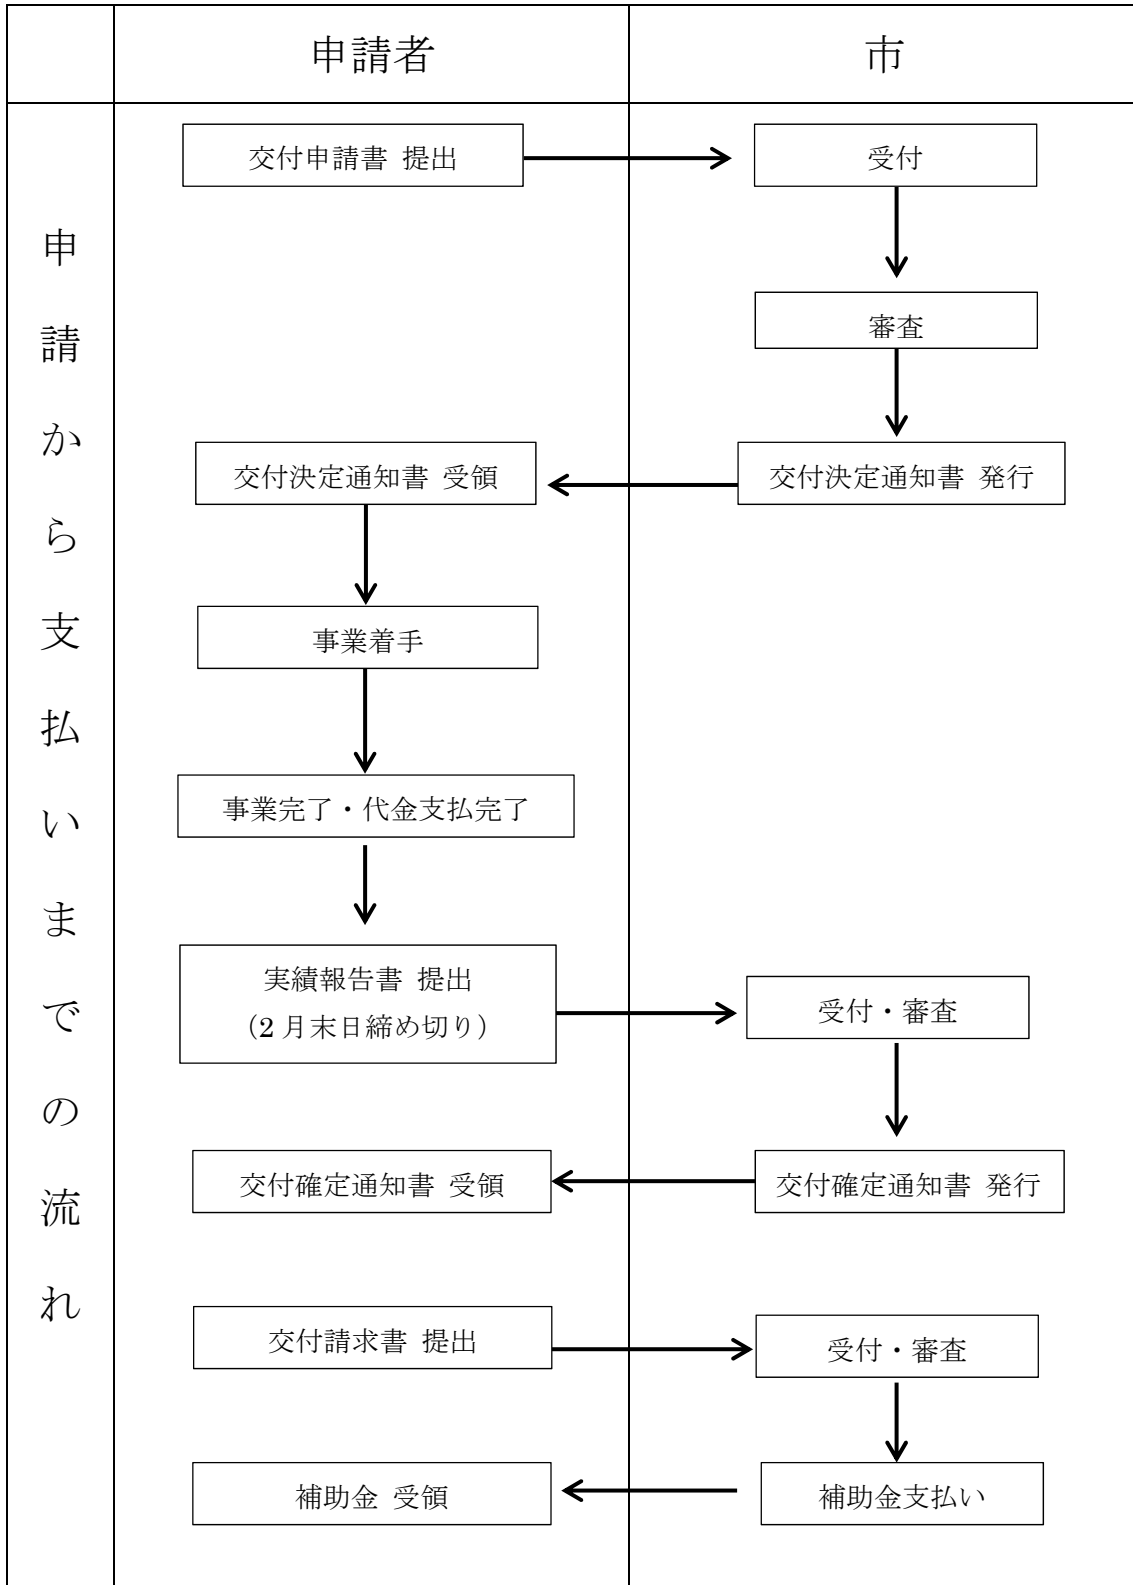 申請者
市
申請から支払いまでの流れ
交付申請書 提出
受付
審査
交付決定通知書 受領
交付決定通知書 発行
事業着手
事業完了・代金支払完了
実績報告書 提出
（2月末日締め切り）
受付・審査
交付確定通知書 受領
交付確定通知書 発行
交付請求書 提出
受付・審査
補助金 受領
補助金支払い